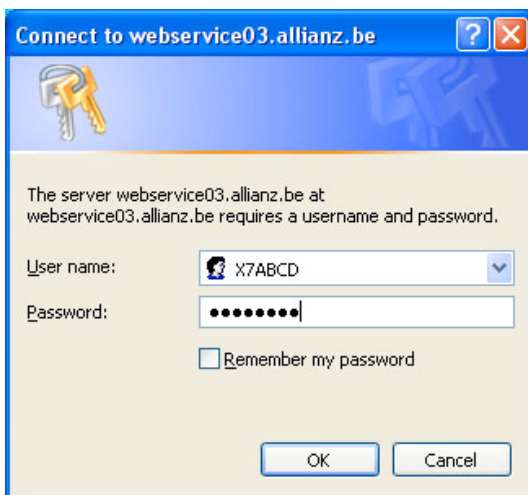 Connect to webservice03.allianz.be
The server webservice03.allianz.be at
webservice03.allianz.be requires a username and password.
User name:
X7ABCD
Password:
●●●●●●●●
Remember my password
OK
Cancel